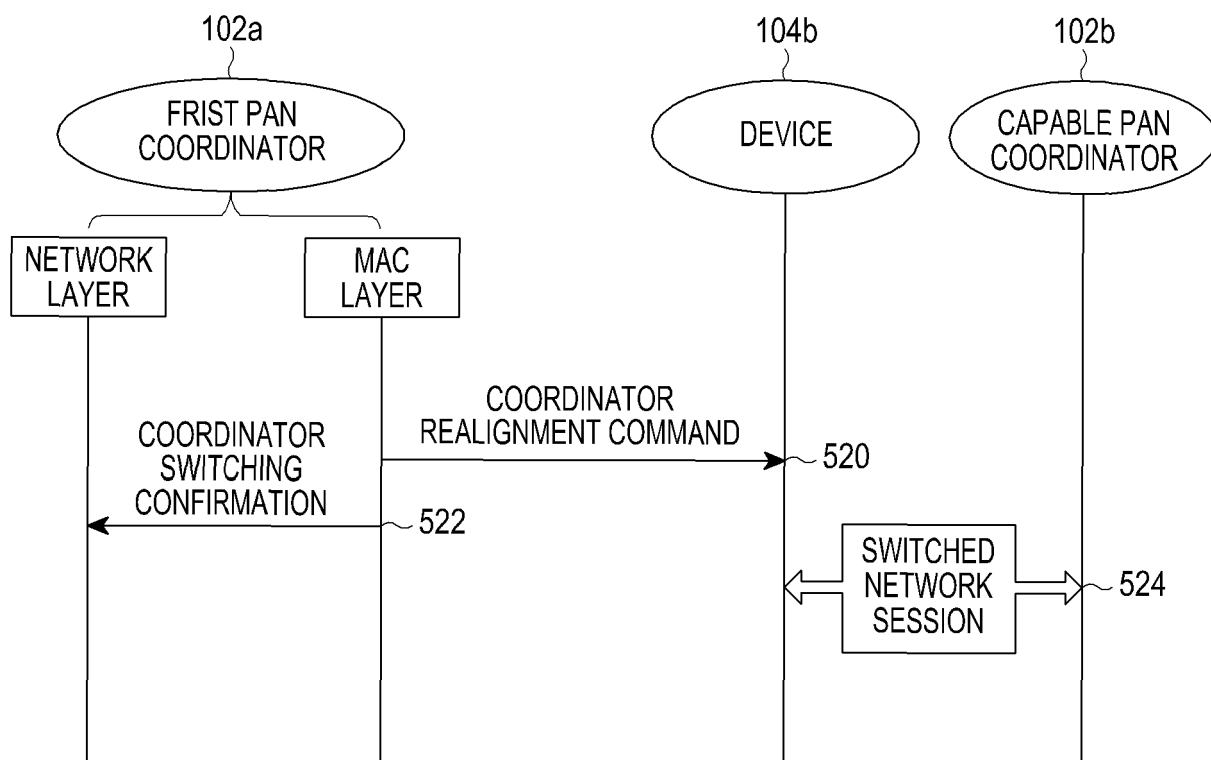 102a
104b
102b
FRIST PAN
COORDINATOR
DEVICE
CAPABLE PAN
COORDINATOR
NETWORK
LAYER
MAC
LAYER
COORDINATOR
REALIGNMENT COMMAND
520
COORDINATOR
SWITCHING
CONFIRMATION
522
SWITCHED
NETWORK
SESSION
524